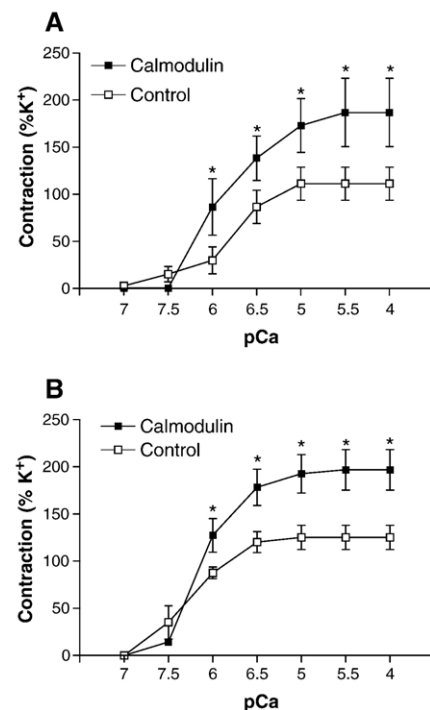 A
250
200
150
100
50
0
Contraction (%K+)
Calmodulin
Control
* * * * * *
7 7.5 6 6.5 5 5.5 4
pCa
B
250
200
150
100
50
0
Contraction (% K+)
Calmodulin
Control
* * * * *
7 7.5 6 6.5 5 5.5 4
pCa